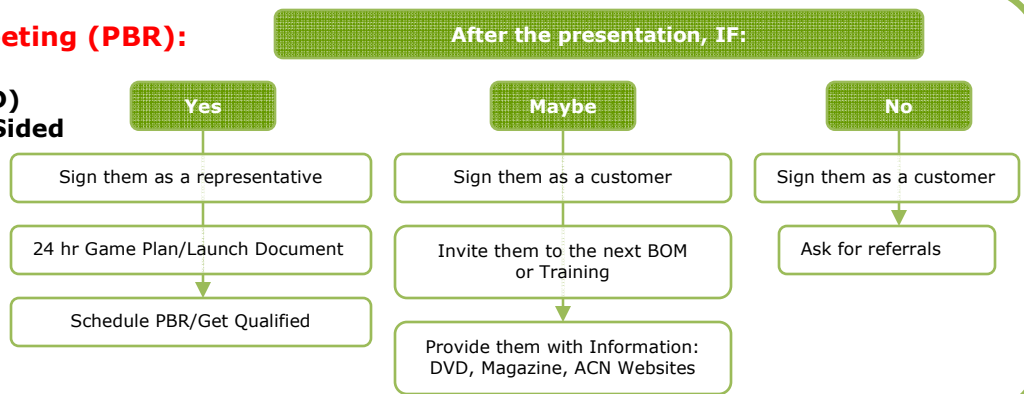 eting (PBR):
After the presentation, IF:
)
Sided
Yes
Maybe
No
Sign them as a representative
Sign them as a customer
Sign them as a customer
24 hr Game Plan/Launch Document
Invite them to the next BOM
or Training
Ask for referrals
Schedule PBR/Get Qualified
Provide them with Information:
DVD, Magazine, ACN Websites